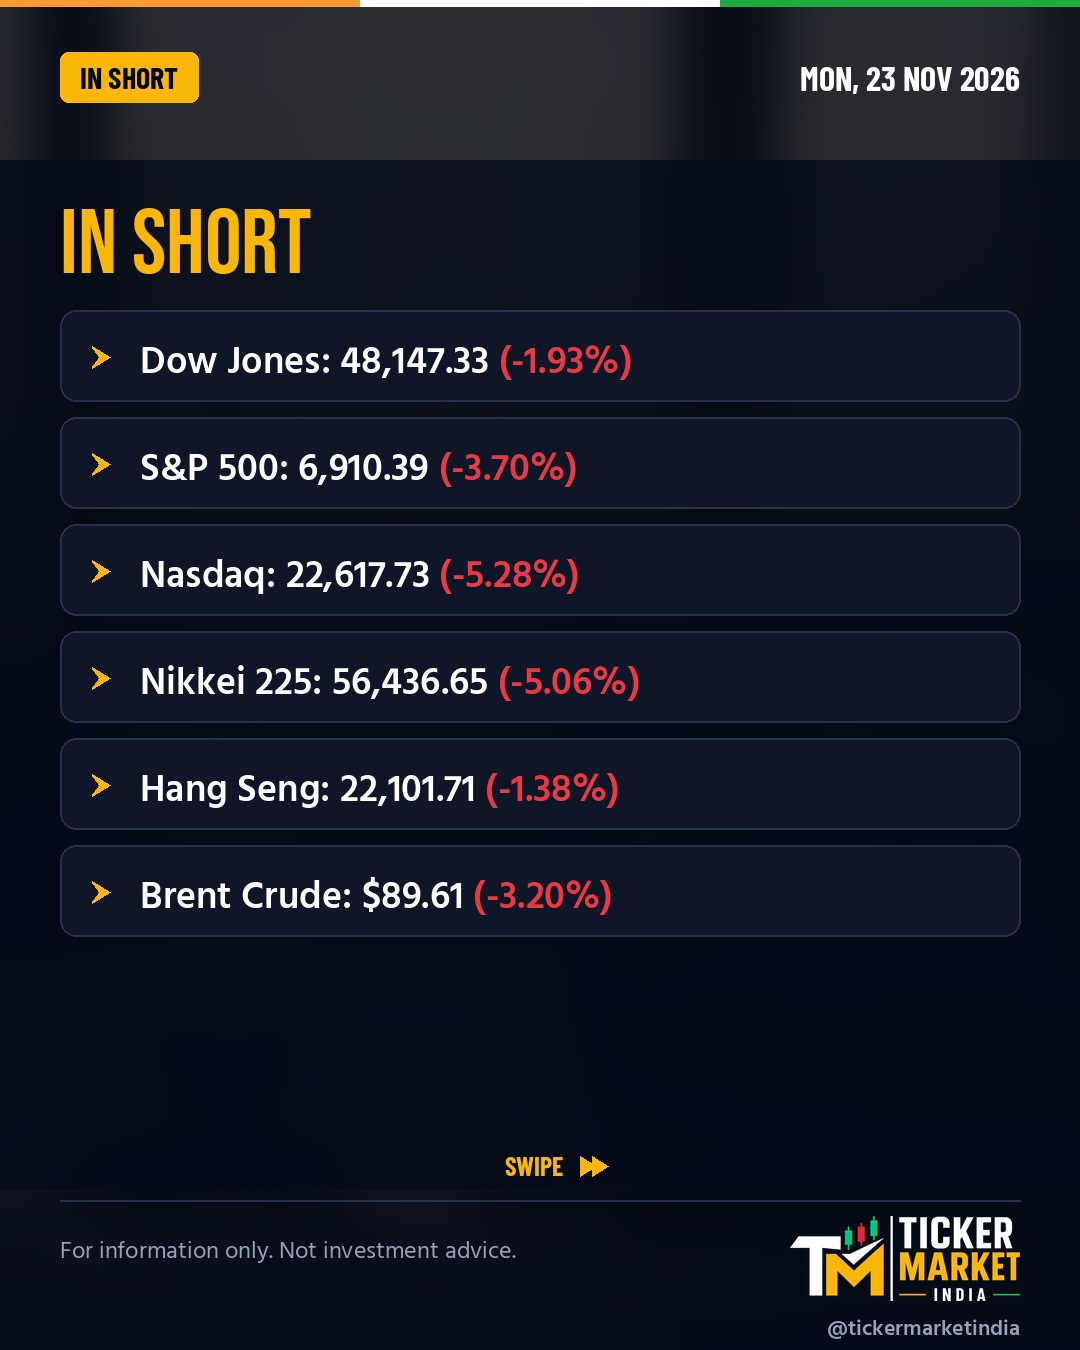 IN SHORT
MON, 23 NOV 2026
IN SHORT
Dow Jones: 48,147.33 (-1.93%)
S&P 500: 6,910.39 (-3.70%)
Nasdaq: 22,617.73 (-5.28%)
Nikkei 225: 56,436.65 (-5.06%)
Hang Seng: 22,101.71 (-1.38%)
Brent Crude: $89.61 (-3.20%)
SWIPE
For information only. Not investment advice.
TM
TICKER
MARKET
INDIA
@tickermarketindia